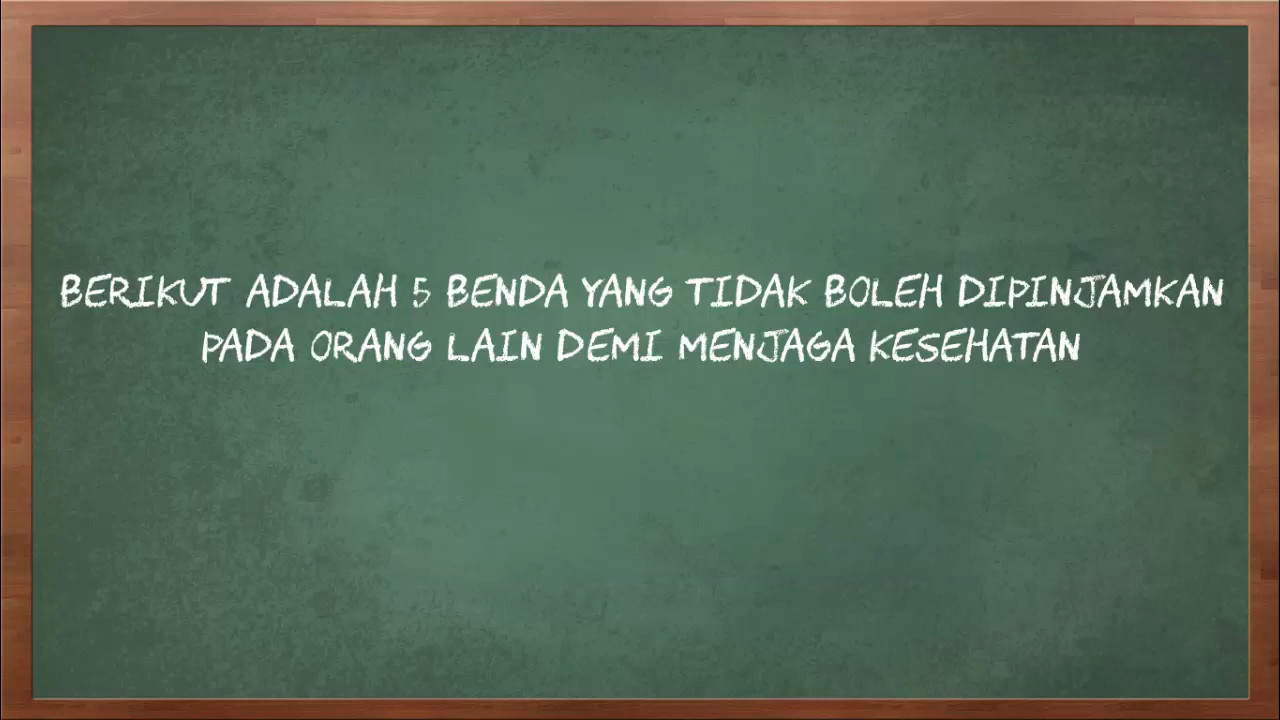 BERIKUT ADALAH 5 BENDA YANG TIDAK BOLEH DIPINJAMKAN
PADA ORANG LAIN DEMI MENJAGA KESEHATAN